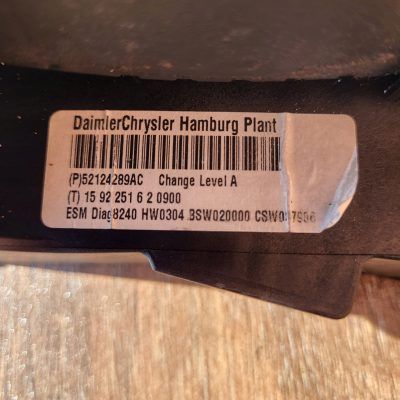 DaimlerChrysler Hamburg Plant
(P)52124289AC Change Level A
(T) 15 92 251 6 2 0900
ESM Diag8240 HW0304 BSW020000